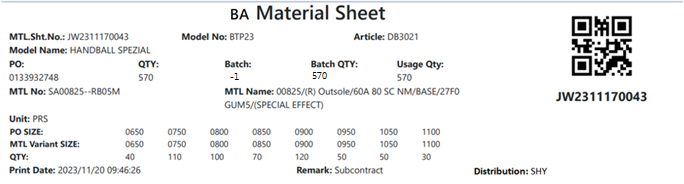 BA Material Sheet
MTL.Sht.No.: JW2311170043 Model No: BTP23 Article: DB3021
Model Name: HANDBALL SPEZIAL
PO: QTY: Batch: Batch QTY: Usage Qty:
0133932748 570 -1 570 570
JW2311170043
MTL No: SA00825--RB05M MTL Name: 00825/(R) Outsole/60A 80 SC NM/BASE/27F0
GUM5/(SPECIAL EFFECT)
Unit: PRS
PO SIZE: 0650 0750 0800 0850 0900 0950 1050 1100
MTL Variant SIZE: 0650 0750 0800 0850 0900 0950 1050 1100
QTY: 40 110 100 70 120 50 50 30
Print Date: 2023/11/20 09:46:26 Remark: Subcontract Distribution: SHY